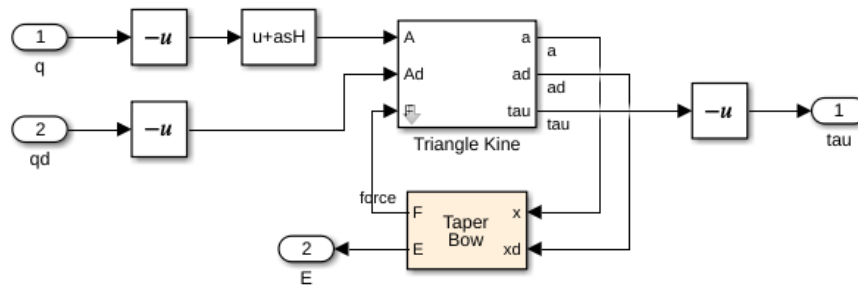 1
q
-u
u+asH
A
a
a
Ad
ad
ad
F
tau
tau
Triangle Kine
2
qd
-u
-u
1
tau
force
F
x
Taper
Bow
E
xd
2
E